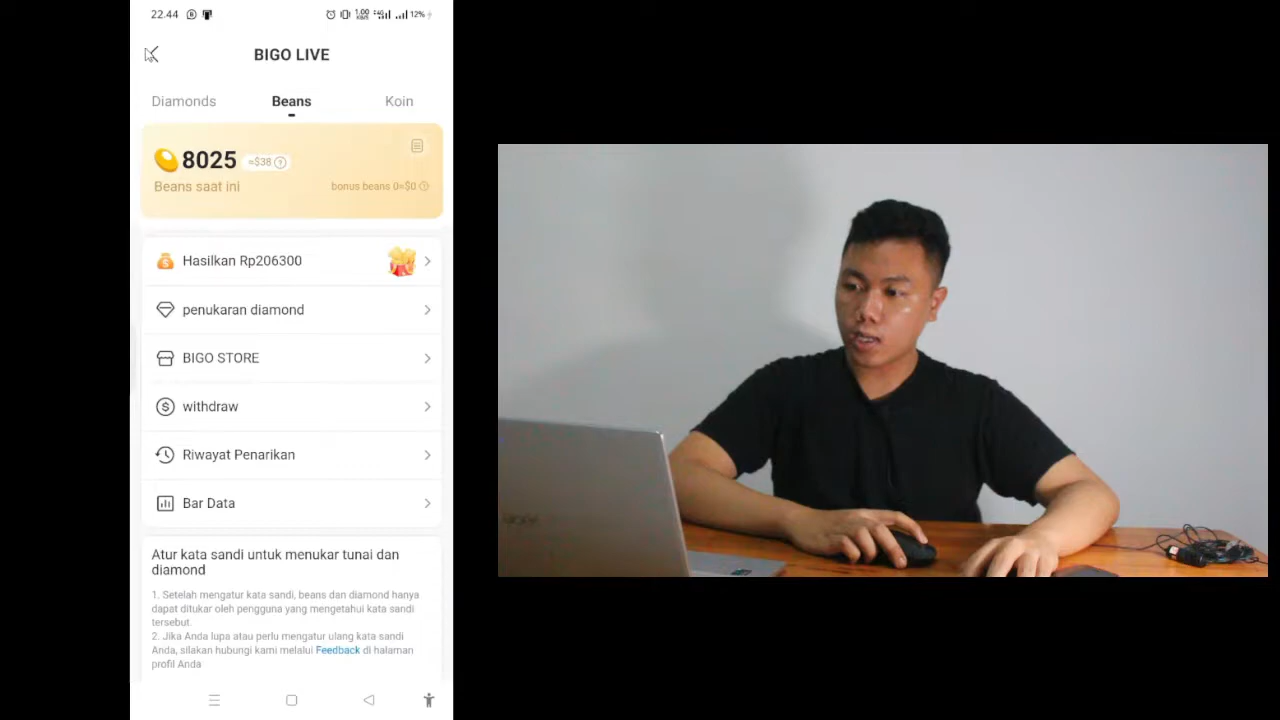 22.44 12%
BIGO LIVE
Diamonds Beans Koin
8025 ≈$38
Beans saat ini bonus beans 0≈$0
Hasilkan Rp206300
penukaran diamond
BIGO STORE
withdraw
Riwayat Penarikan
Bar Data
Atur kata sandi untuk menukar tunai dan
diamond
1. Setelah mengatur kata sandi, beans dan diamond hanya
dapat ditukar oleh pengguna yang mengetahui kata sandi
tersebut.
2. Jika Anda lupa atau perlu mengatur ulang kata sandi
Anda, silakan hubungi kami melalui Feedback di halaman
profil Anda